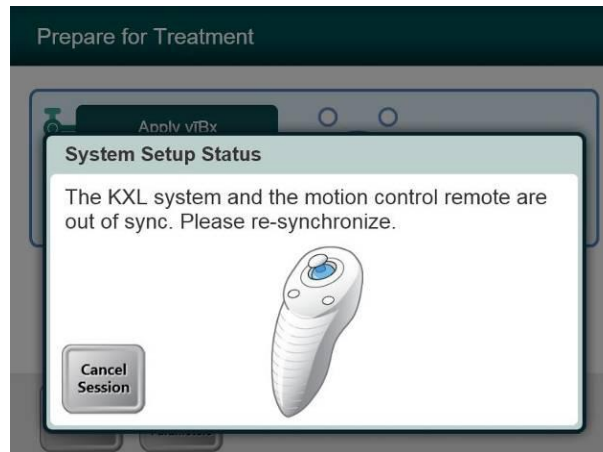 Prepare for Treatment
Apply vïBx
System Setup Status
The KXL system and the motion control remote are
out of sync. Please re-synchronize.
Cancel
Session